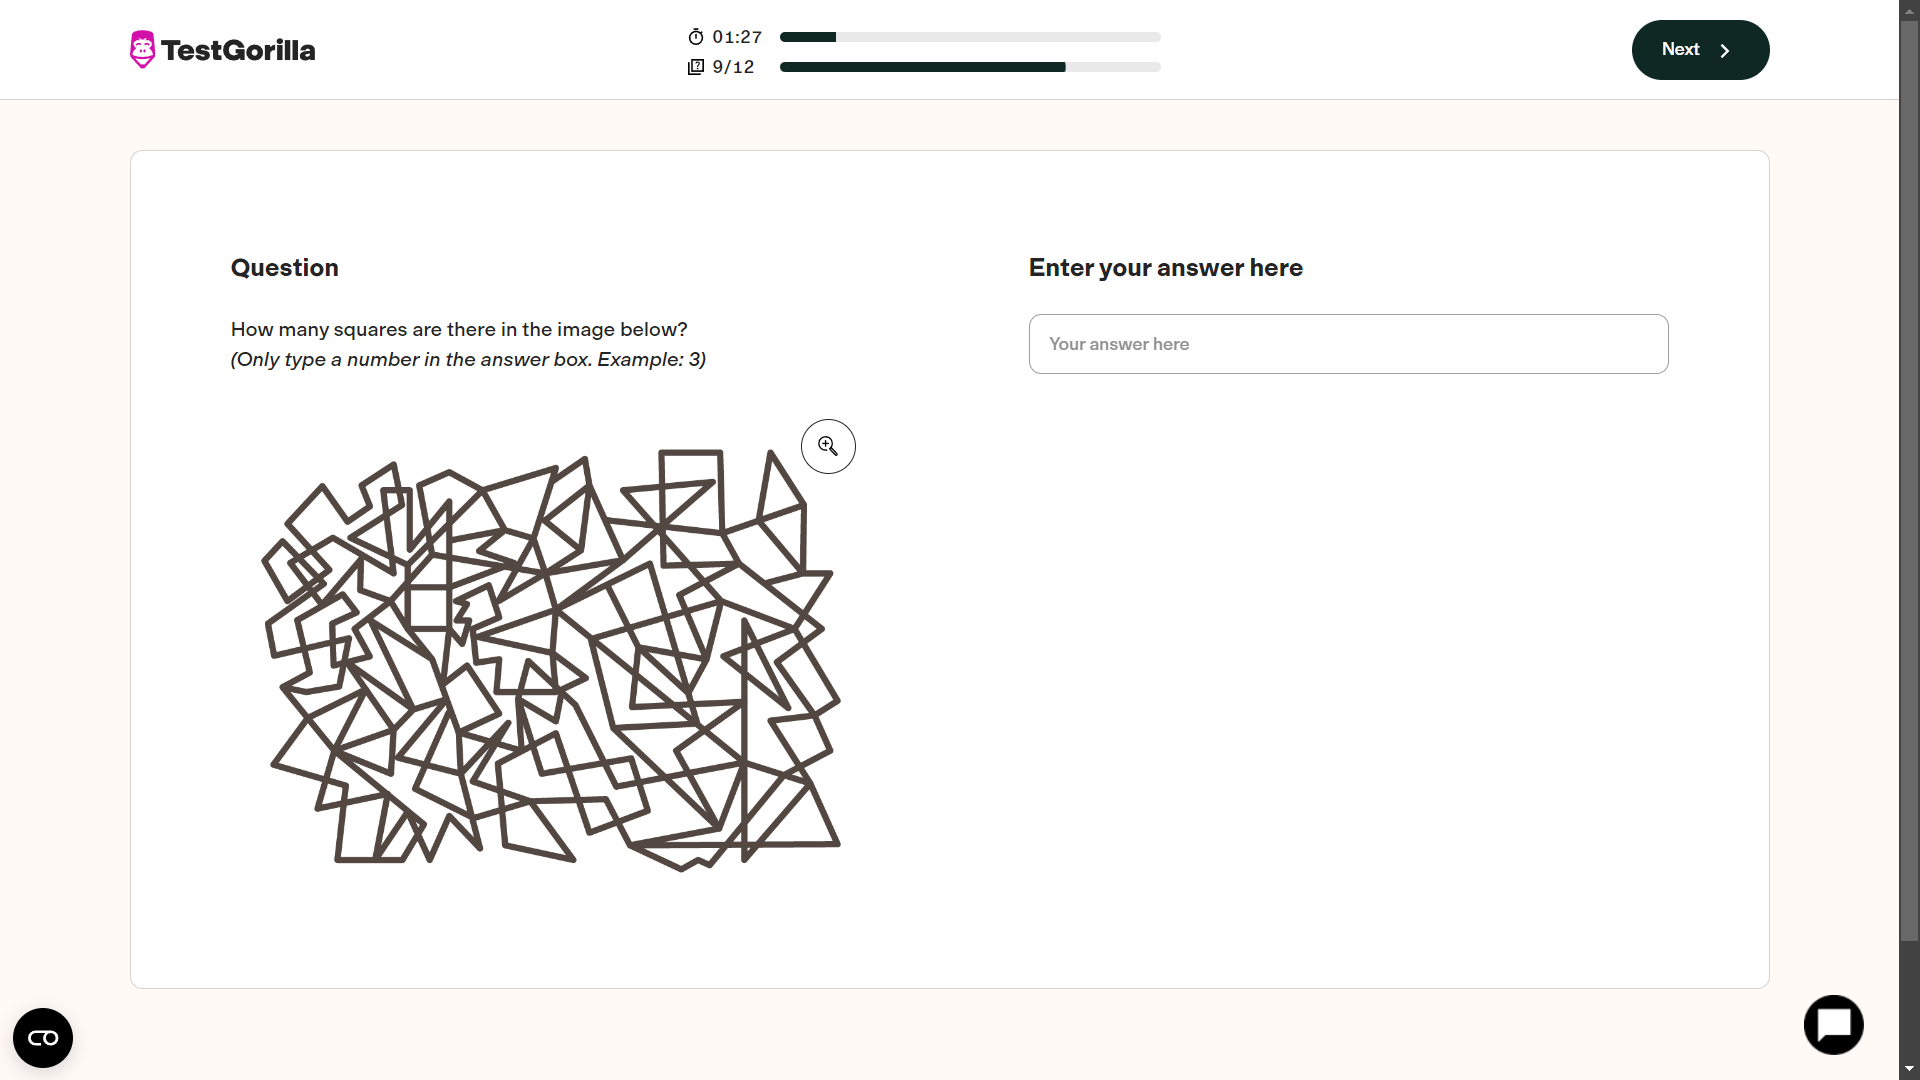 TestGorilla
01:27
9/12
Next
Question
How many squares are there in the image below?
(Only type a number in the answer box. Example: 3)
Enter your answer here
Your answer here